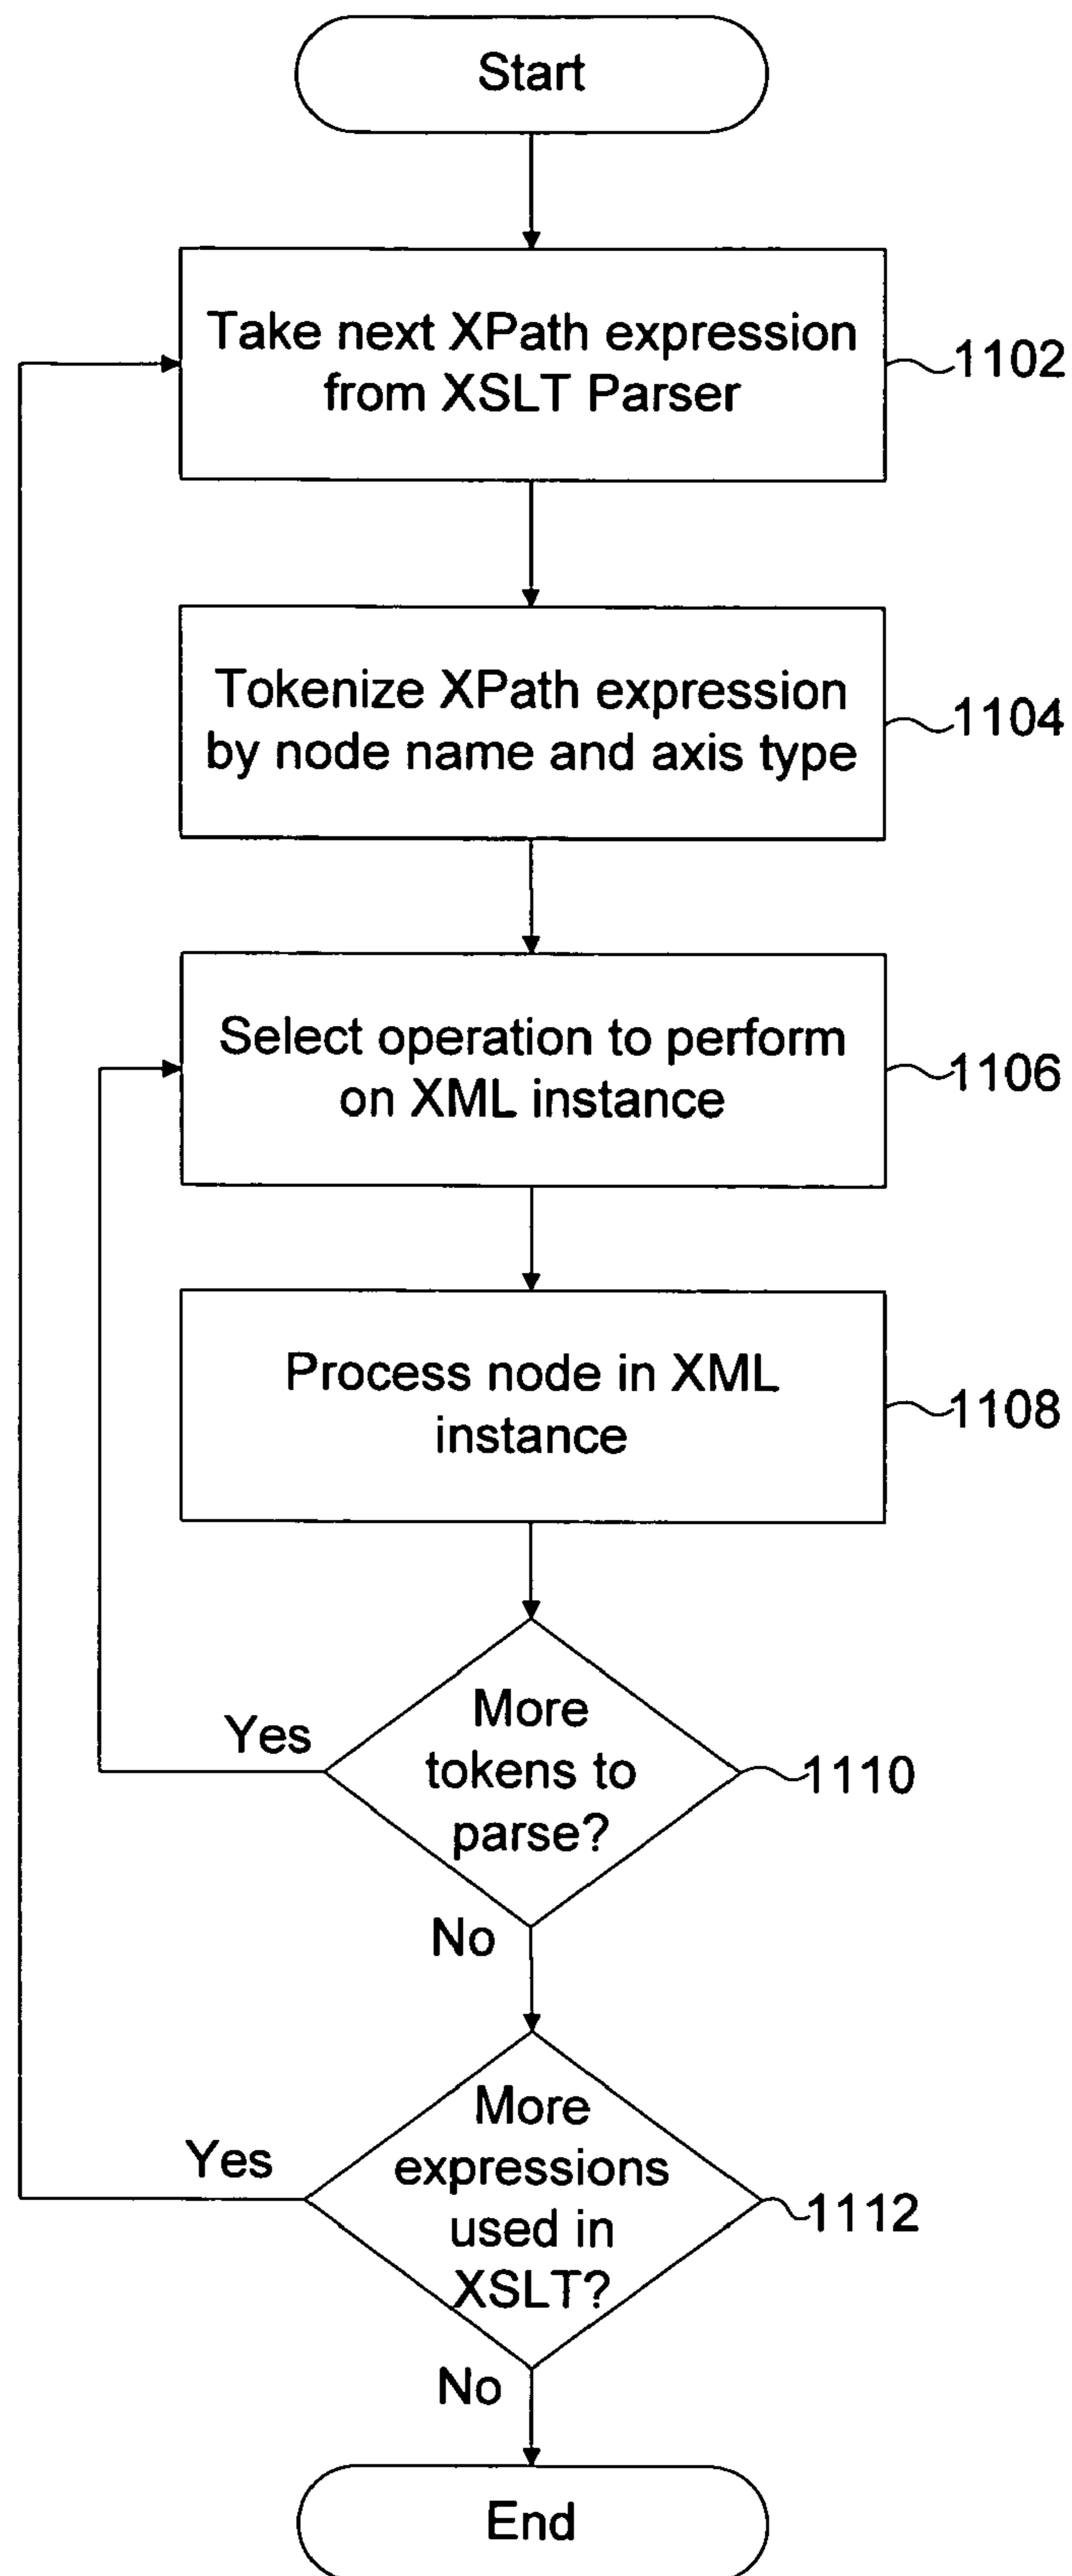 Start
Take next XPath expression
from XSLT Parser
1102
Tokenize XPath expression
by node name and axis type
1104
Select operation to perform
on XML instance
1106
Process node in XML
instance
1108
More
tokens to
parse?
Yes
1110
No
More
expressions
used in
XSLT?
Yes
1112
No
End